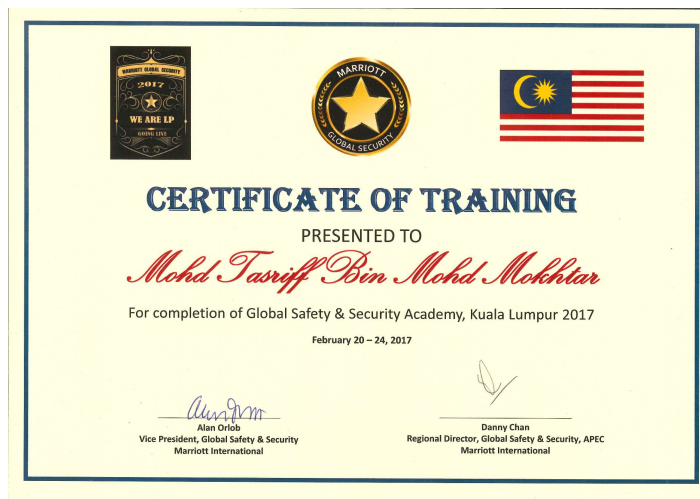 MARRIOTT GLOBAL SECURITY
2017
WE ARE LP
GOING LIVE
MARRIOTT
GLOBAL SECURITY
CERTIFICATE OF TRAINING
PRESENTED TO
Mohd Tasriff Bin Mohd Mokhtar
For completion of Global Safety & Security Academy, Kuala Lumpur 2017
February 20 – 24, 2017
Alan Orlob
Vice President, Global Safety & Security
Marriott International
Danny Chan
Regional Director, Global Safety & Security, APEC
Marriott International